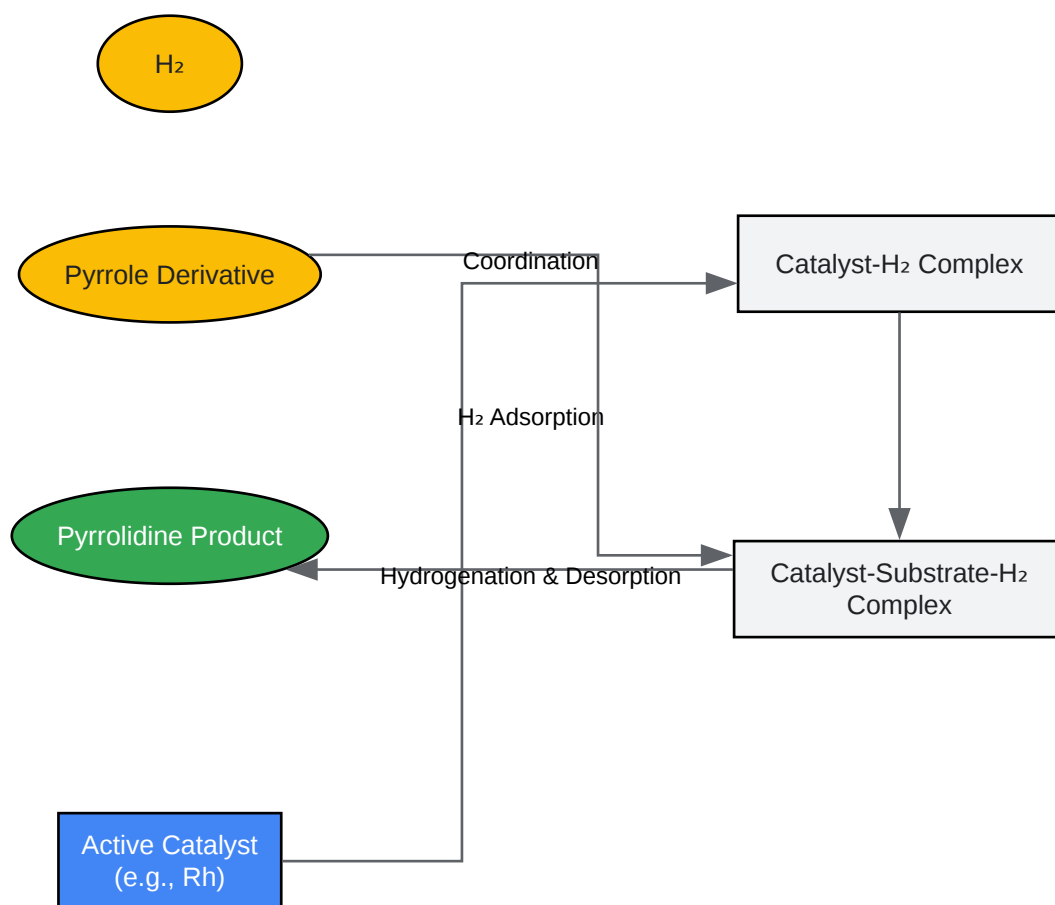 H₂
Pyrrole Derivative
Coordination
Catalyst-H₂ Complex
H₂ Adsorption
Pyrrolidine Product
Hydrogenation & Desorption
Catalyst-Substrate-H₂
Complex
Active Catalyst
(e.g., Rh)